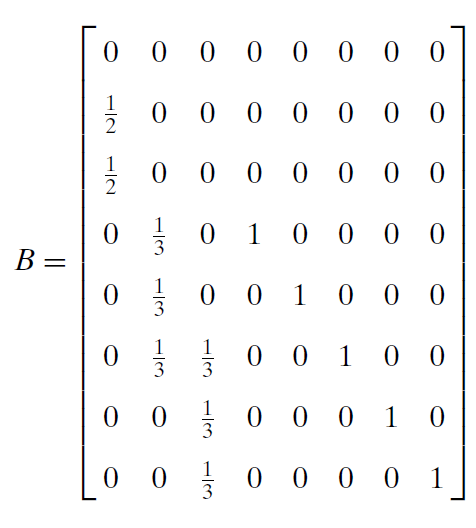 0 0 0 0 0 0 0 0
1/2 0 0 0 0 0 0 0
1/2 0 0 0 0 0 0 0
0 1/3 0 1 0 0 0 0
B = 0 1/3 0 0 1 0 0 0
0 1/3 1/3 0 0 1 0 0
0 0 1/3 0 0 0 1 0
0 0 1/3 0 0 0 0 1